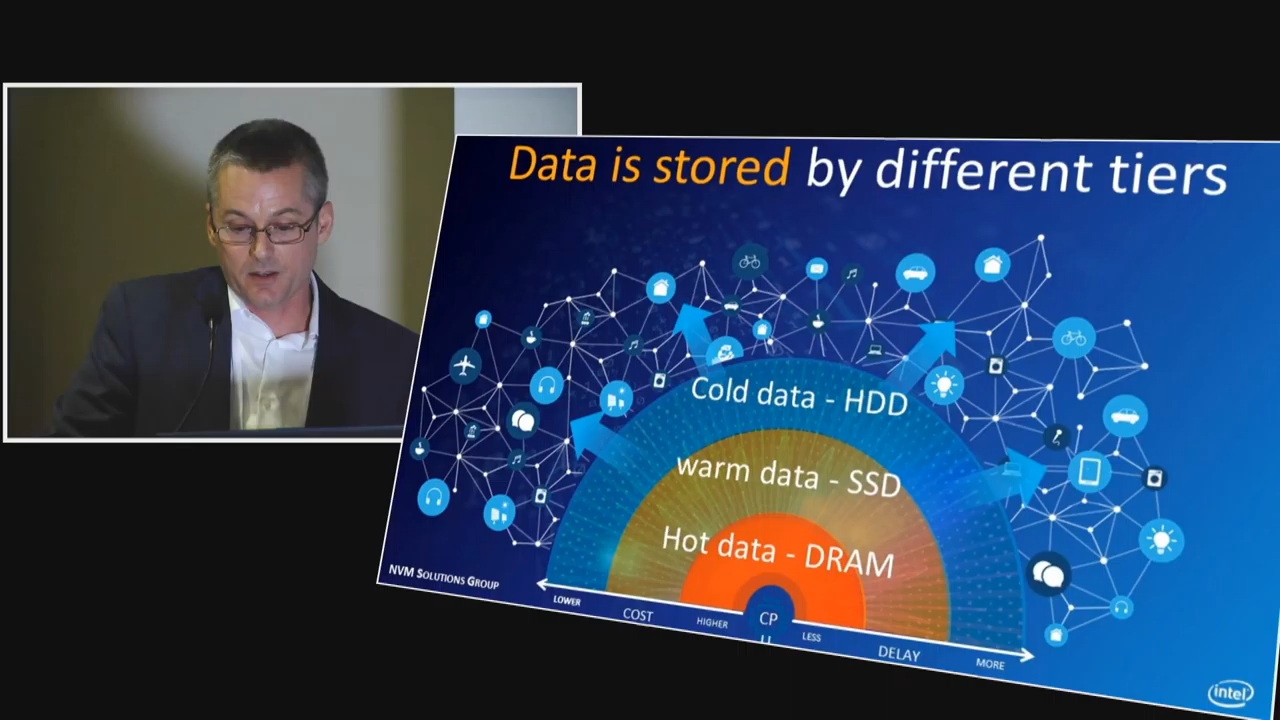 Data is stored by different tiers
Cold data - HDD
warm data - SSD
Hot data - DRAM
NVM SOLUTIONS GROUP
LOWER
COST
HIGHER
CP
U
LESS
DELAY
MORE
intel